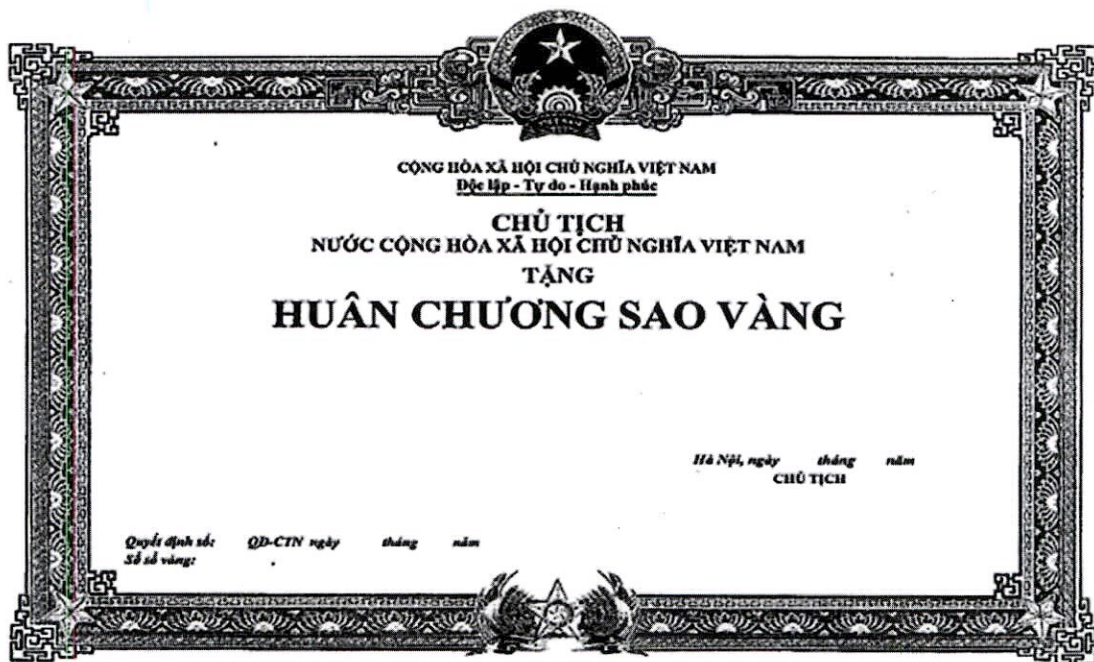 CỘNG HÒA XÃ HỘI CHỦ NGHĨA VIỆT NAM
Độc lập - Tự do - Hạnh phúc
CHỦ TỊCH
NƯỚC CỘNG HÒA XÃ HỘI CHỦ NGHĨA VIỆT NAM
TẶNG
HUÂN CHƯƠNG SAO VÀNG
Hà Nội, ngày tháng năm
CHỦ TỊCH
Quyết định số: QĐ-CTN ngày tháng năm
Số sổ vàng: